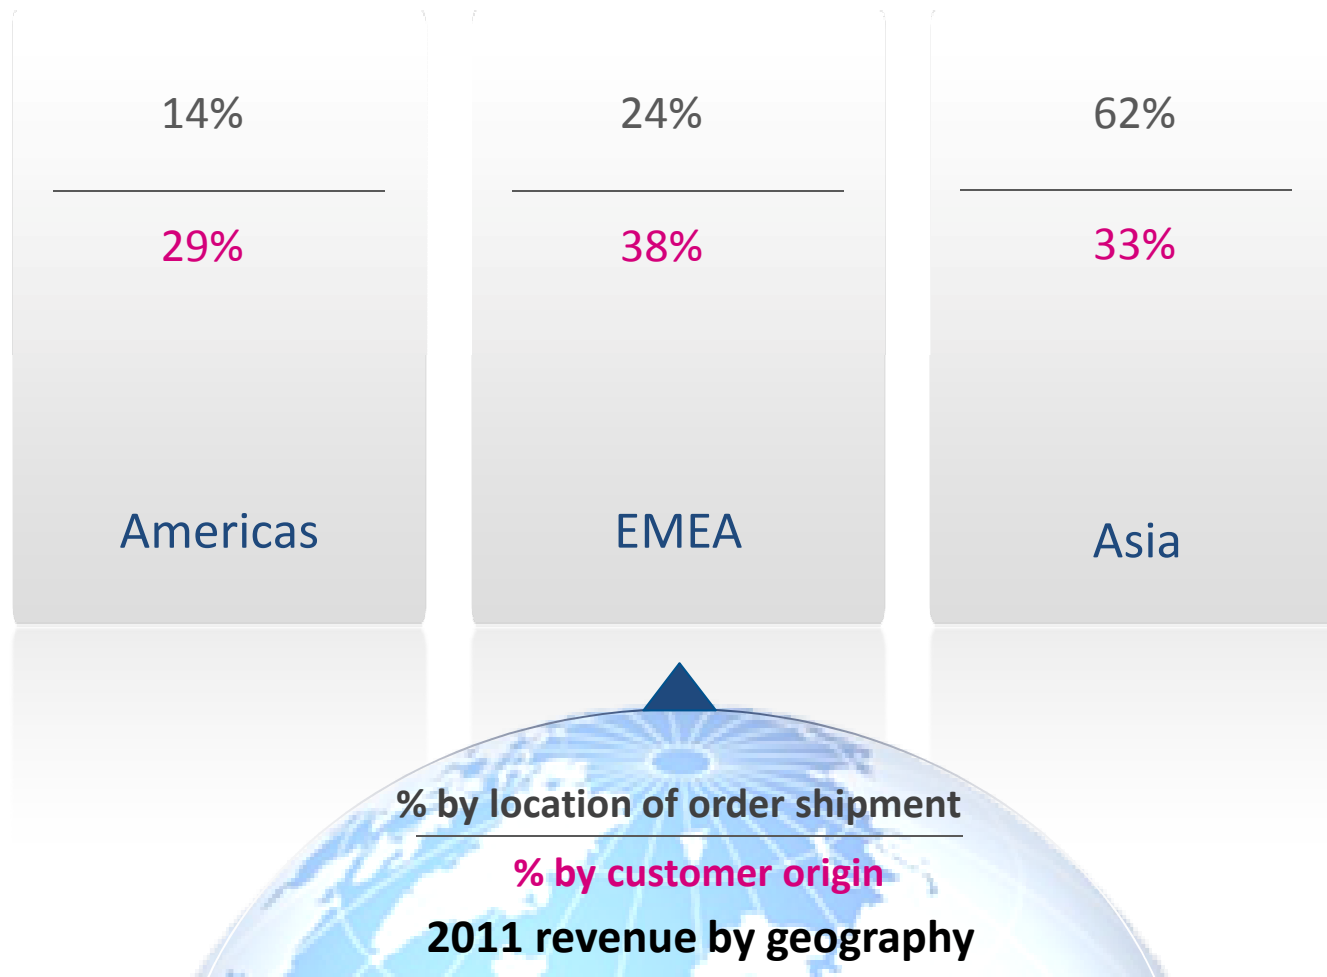 14%
24%
62%
29%
38%
33%
Americas
EMEA
Asia
% by location of order shipment
% by customer origin
2011 revenue by geography